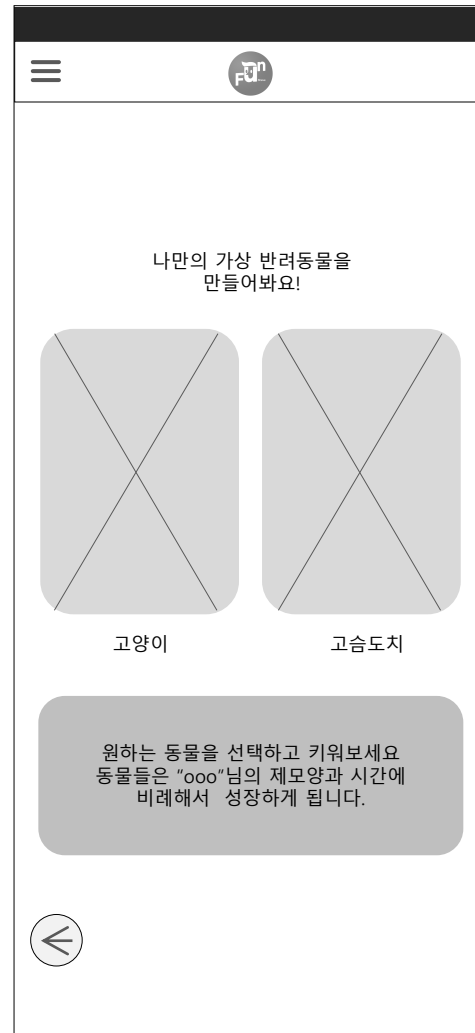 Fun
나만의 가상 반려동물을
만들어봐요!
고양이
고슴도치
원하는 동물을 선택하고 키워보세요
동물들은 "ooo"님의 제모양과 시간에
비례해서 성장하게 됩니다.